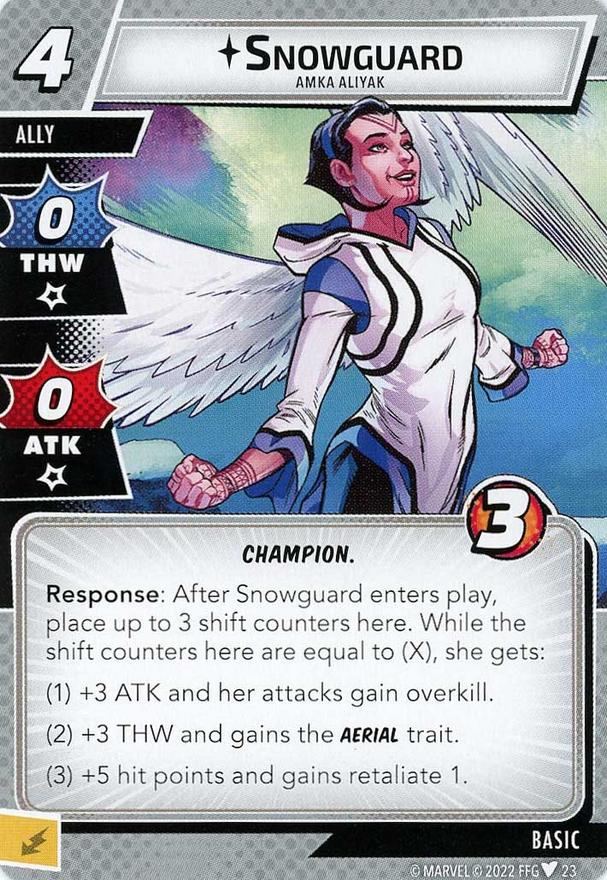 4
SNOWGUARD
AMKA ALIYAK
ALLY
0
THW
0
ATK
3
CHAMPION.
Response: After Snowguard enters play,
place up to 3 shift counters here. While the
shift counters here are equal to (X), she gets:
(1) +3 ATK and her attacks gain overkill.
(2) +3 THW and gains the AERIAL trait.
(3) +5 hit points and gains retaliate 1.
BASIC
© MARVEL © 2022 FFG 23